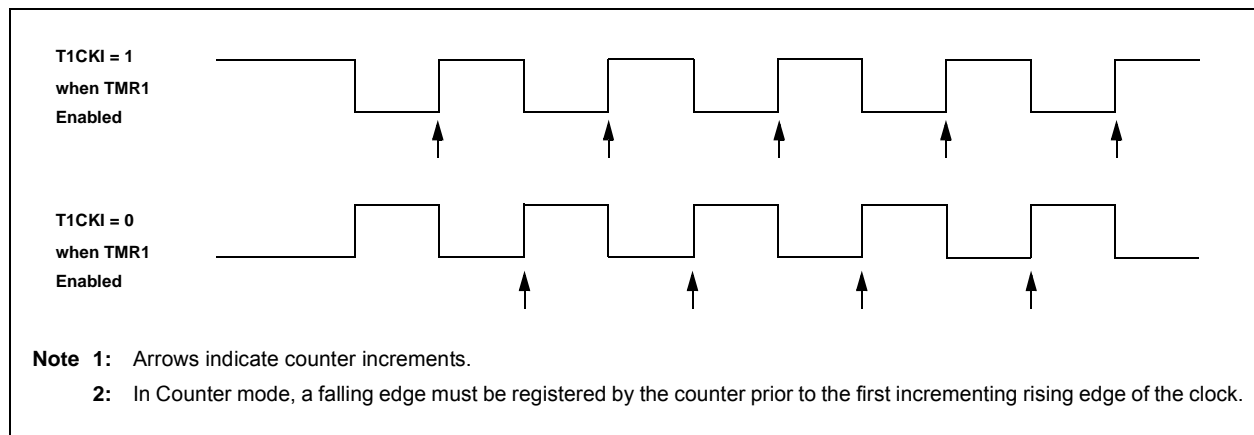 T1CKI = 1
when TMR1
Enabled
T1CKI = 0
when TMR1
Enabled
Note 1: Arrows indicate counter increments.
2: In Counter mode, a falling edge must be registered by the counter prior to the first incrementing rising edge of the clock.